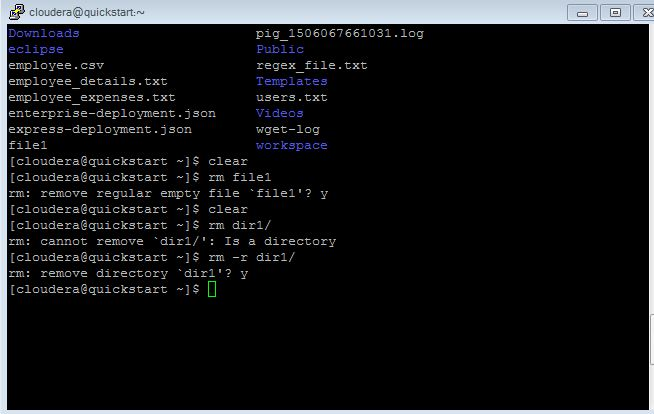 cloudera@quickstart:~
Downloads pig_1506067661031.log
eclipse Public
employee.csv regex_file.txt
employee_details.txt Templates
employee_expenses.txt users.txt
enterprise-deployment.json Videos
express-deployment.json wget-log
file1 workspace
[cloudera@quickstart ~]$ clear
[cloudera@quickstart ~]$ rm file1
rm: remove regular empty file `file1'? y
[cloudera@quickstart ~]$ clear
[cloudera@quickstart ~]$ rm dir1/
rm: cannot remove `dir1/': Is a directory
[cloudera@quickstart ~]$ rm -r dir1/
rm: remove directory `dir1'? y
[cloudera@quickstart ~]$